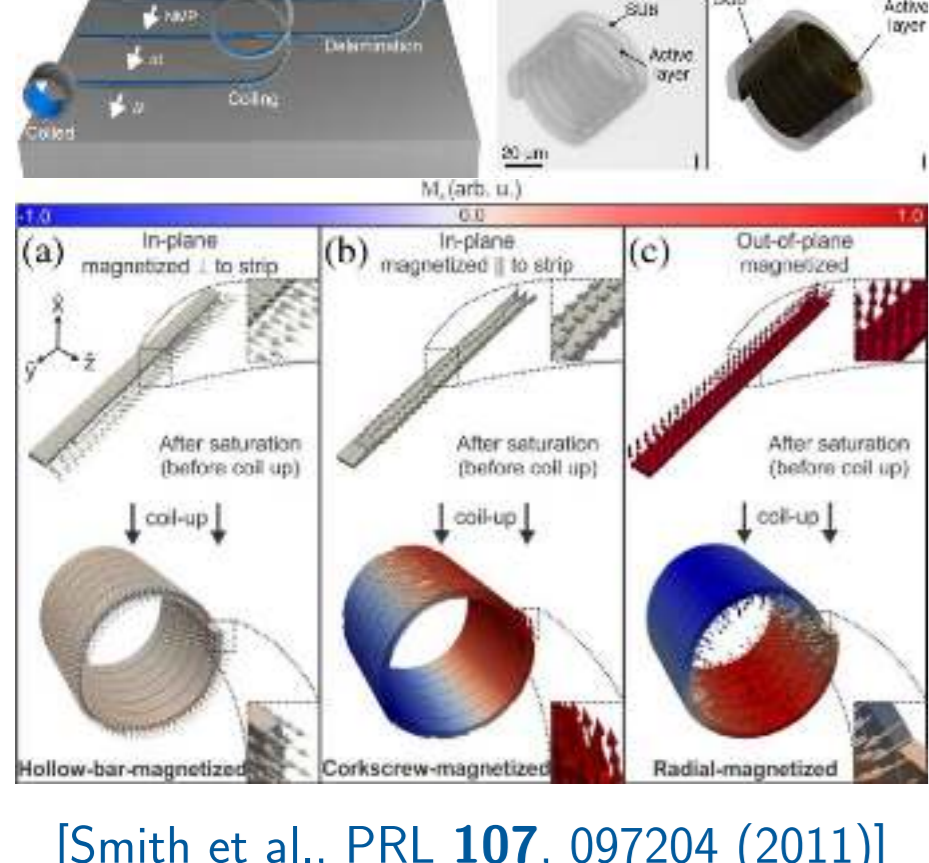 NMP
Delamination
Coiling
Coiled
SU8
Active
layer
20 µm
Active
layer
Mₓ(arb. u.)
-1.0 0.0 1.0
(a) In-plane
magnetized ⊥ to strip
x̂
ŷ ẑ
After saturation
(before coil up)
coil-up
Hollow-bar-magnetized
(b) In-plane
magnetized || to strip
After saturation
(before coil up)
coil-up
Corkscrew-magnetized
(c) Out-of-plane
magnetized
After saturation
(before coil up)
coil-up
Radial-magnetized
[Smith et al., PRL 107, 097204 (2011)]